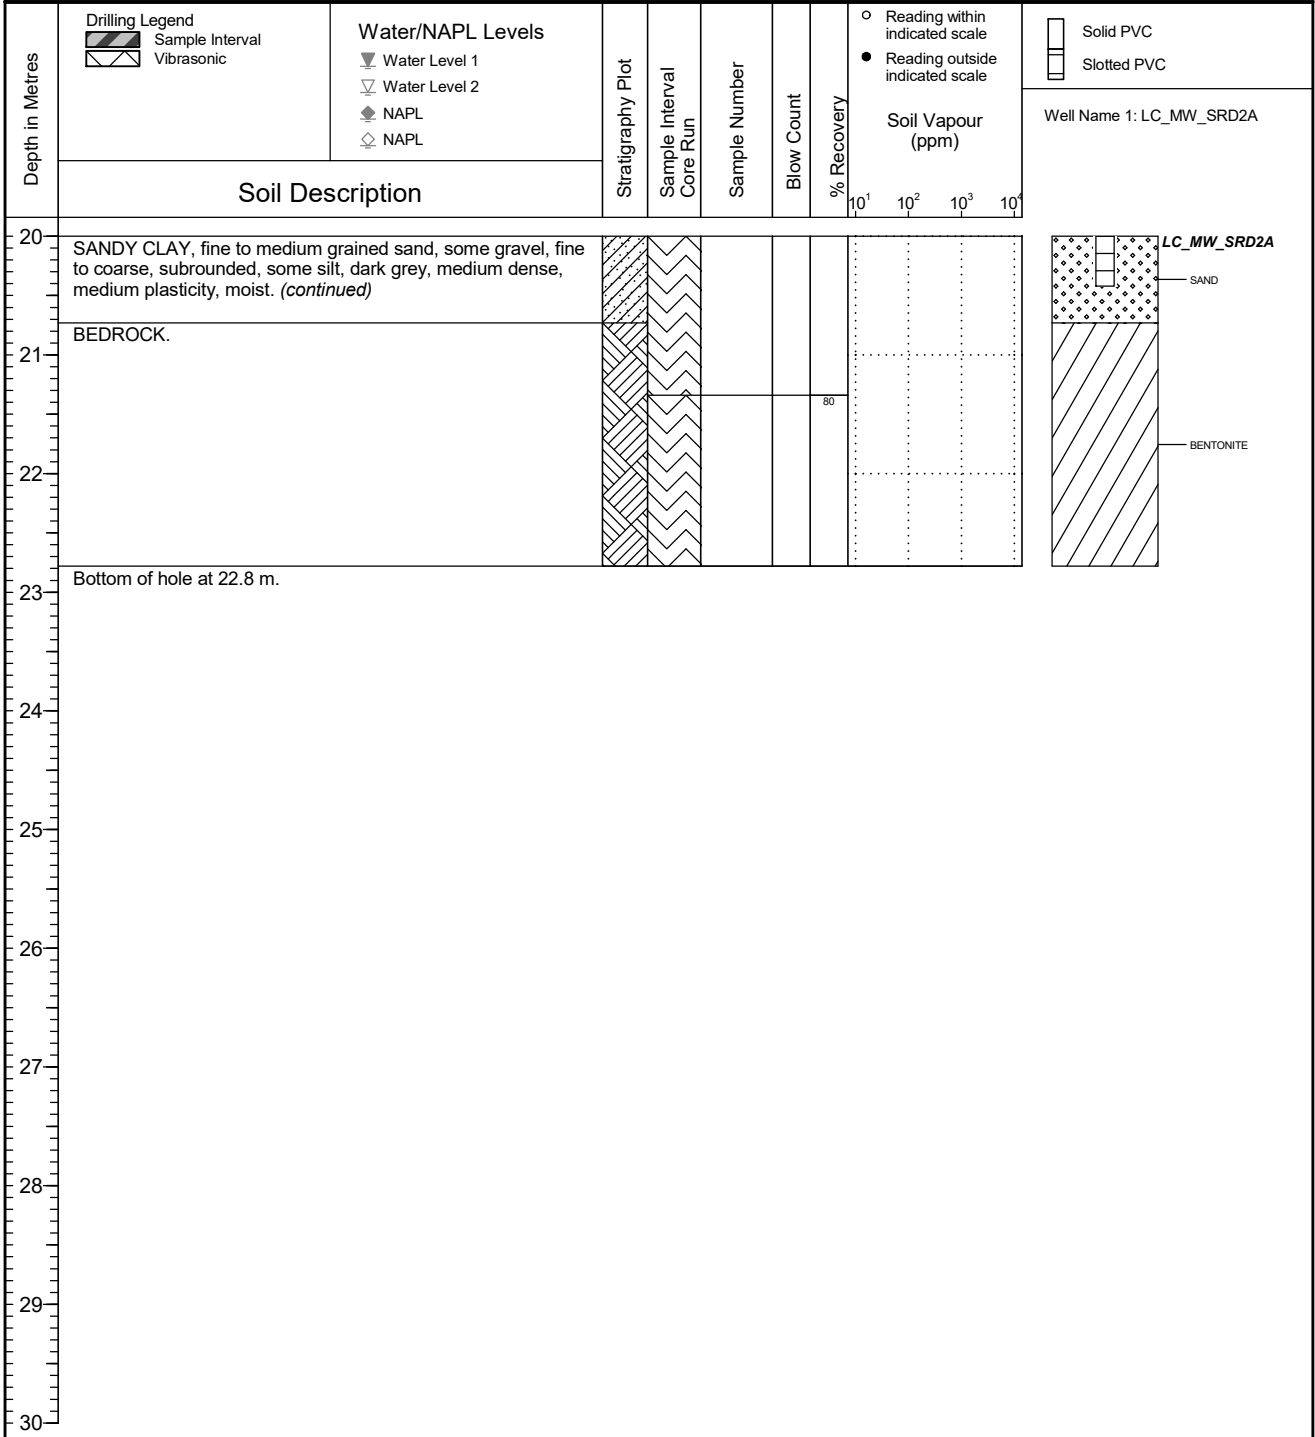 Depth in Metres
Drilling Legend
Sample Interval
Vibrasonic
Water/NAPL Levels
Water Level 1
Water Level 2
NAPL
NAPL
Soil Description
Stratigraphy Plot
Sample Interval
Core Run
Sample Number
Blow Count
% Recovery
Reading within
indicated scale
Reading outside
indicated scale
Soil Vapour
(ppm)
10¹ 10² 10³ 10⁴
Solid PVC
Slotted PVC
Well Name 1: LC_MW_SRD2A
20
SANDY CLAY, fine to medium grained sand, some gravel, fine
to coarse, subrounded, some silt, dark grey, medium dense,
medium plasticity, moist. (continued)
LC_MW_SRD2A
SAND
BEDROCK.
21
80
BENTONITE
22
Bottom of hole at 22.8 m.
23
24
25
26
27
28
29
30